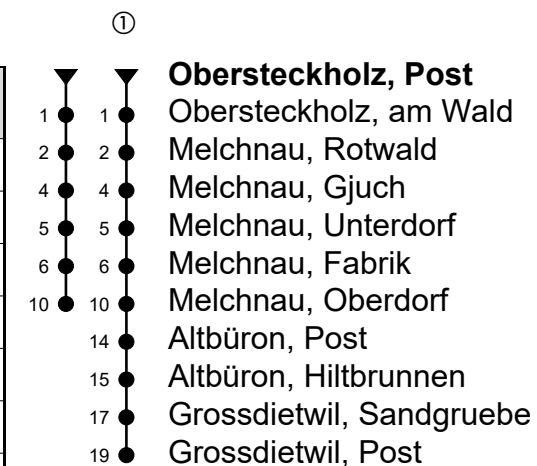 ①
Obersteckholz, Post
1 1 Obersteckholz, am Wald
2 2 Melchnau, Rotwald
4 4 Melchnau, Gjuch
5 5 Melchnau, Unterdorf
6 6 Melchnau, Fabrik
10 10 Melchnau, Oberdorf
14 Altbüron, Post
15 Altbüron, Hiltbrunnen
17 Grossdietwil, Sandgruebe
19 Grossdietwil, Post